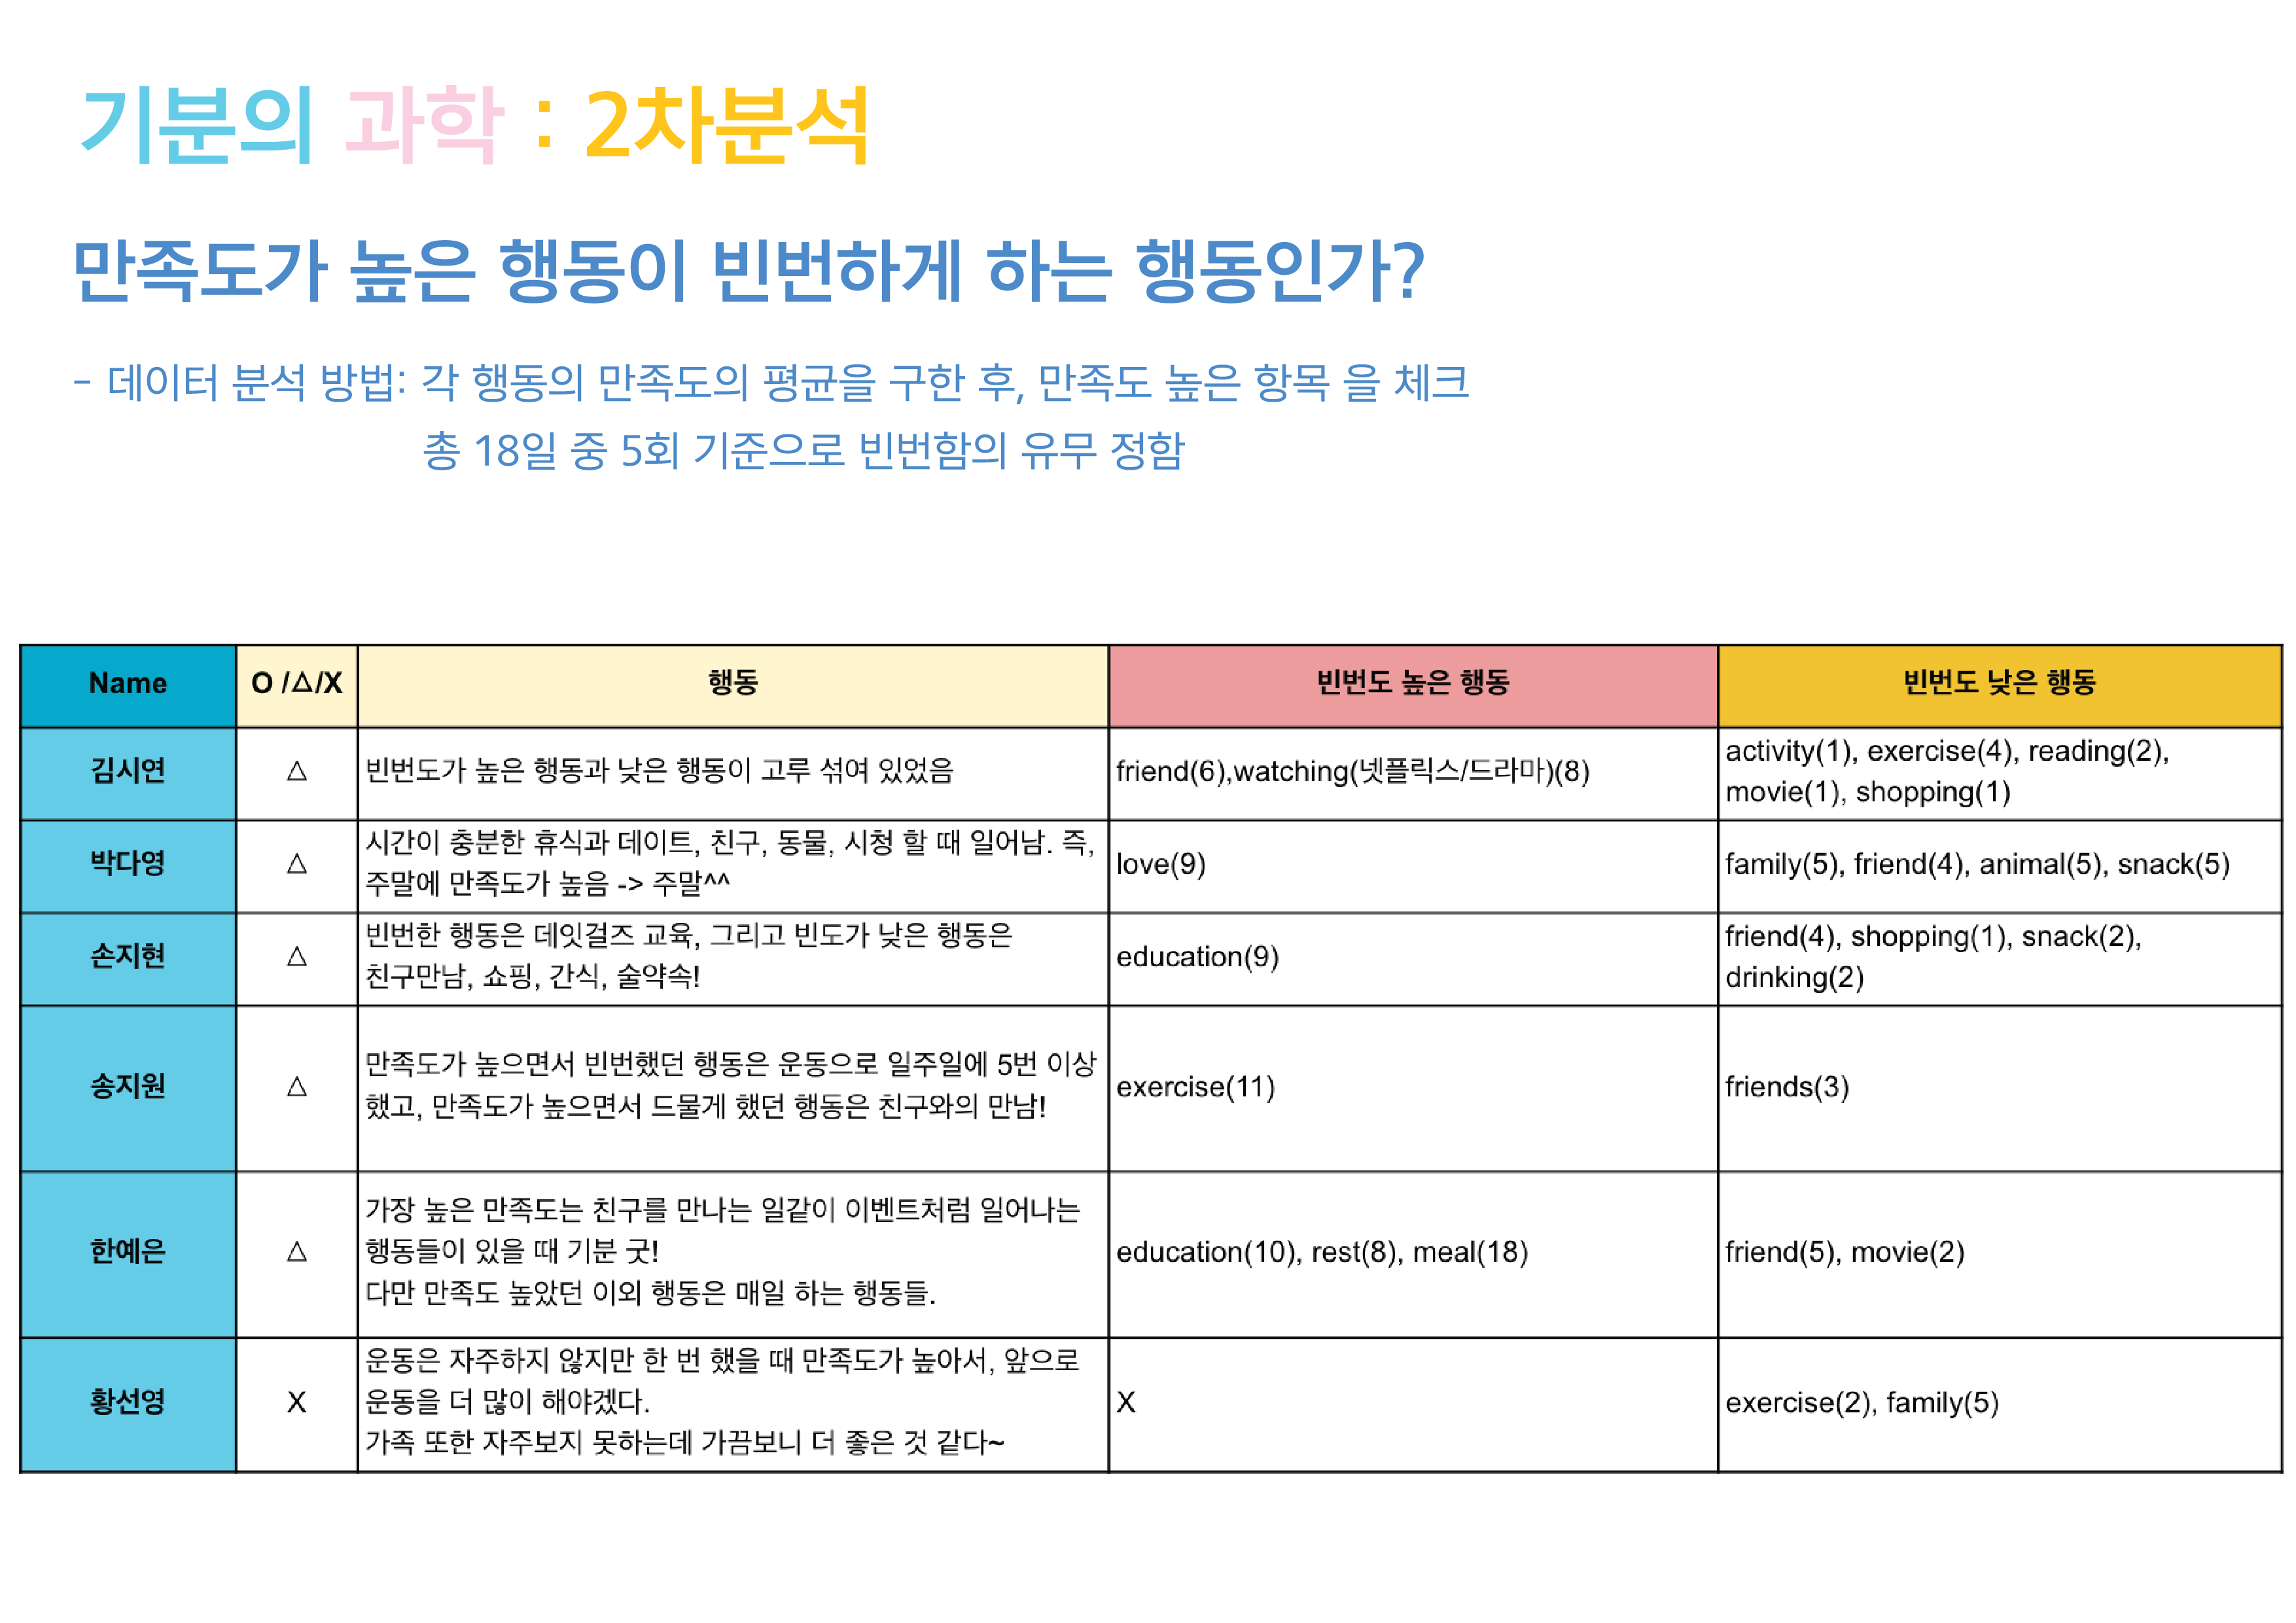 기분의 과학 : 2차분석
만족도가 높은 행동이 빈번하게 하는 행동인가?
- 데이터 분석 방법: 각 행동의 만족도의 평균을 구한 후, 만족도 높은 항목 을 체크
총 18일 중 5회 기준으로 빈번함의 유무 정함
Name O /△/X 행동 빈번도 높은 행동 빈번도 낮은 행동
김시연 △ 빈번도가 높은 행동과 낮은 행동이 고루 섞여 있었음 friend(6),watching(넷플릭스/드라마)(8) activity(1), exercise(4), reading(2),
movie(1), shopping(1)
박다영 △ 시간이 충분한 휴식과 데이트, 친구, 동물, 시청 할 때 일어남. 즉,
주말에 만족도가 높음 -> 주말^^
love(9) family(5), friend(4), animal(5), snack(5)
손지현 △ 빈번한 행동은 데잇걸즈 교육, 그리고 빈도가 낮은 행동은
친구만남, 쇼핑, 간식, 술약속!
education(9) friend(4), shopping(1), snack(2),
drinking(2)
송지원 △ 만족도가 높으면서 빈번했던 행동은 운동으로 일주일에 5번 이상
했고, 만족도가 높으면서 드물게 했던 행동은 친구와의 만남!
exercise(11) friends(3)
한예은 △ 가장 높은 만족도는 친구를 만나는 일같이 이벤트처럼 일어나는
행동들이 있을 때 기분 굿!
다만 만족도 높았던 이외 행동은 매일 하는 행동들.
education(10), rest(8), meal(18) friend(5), movie(2)
황선영 X 운동은 자주하지 않지만 한 번 했을 때 만족도가 높아서, 앞으로
운동을 더 많이 해야겠다.
가족 또한 자주보지 못하는데 가끔보니 더 좋은 것 같다~
X exercise(2), family(5)